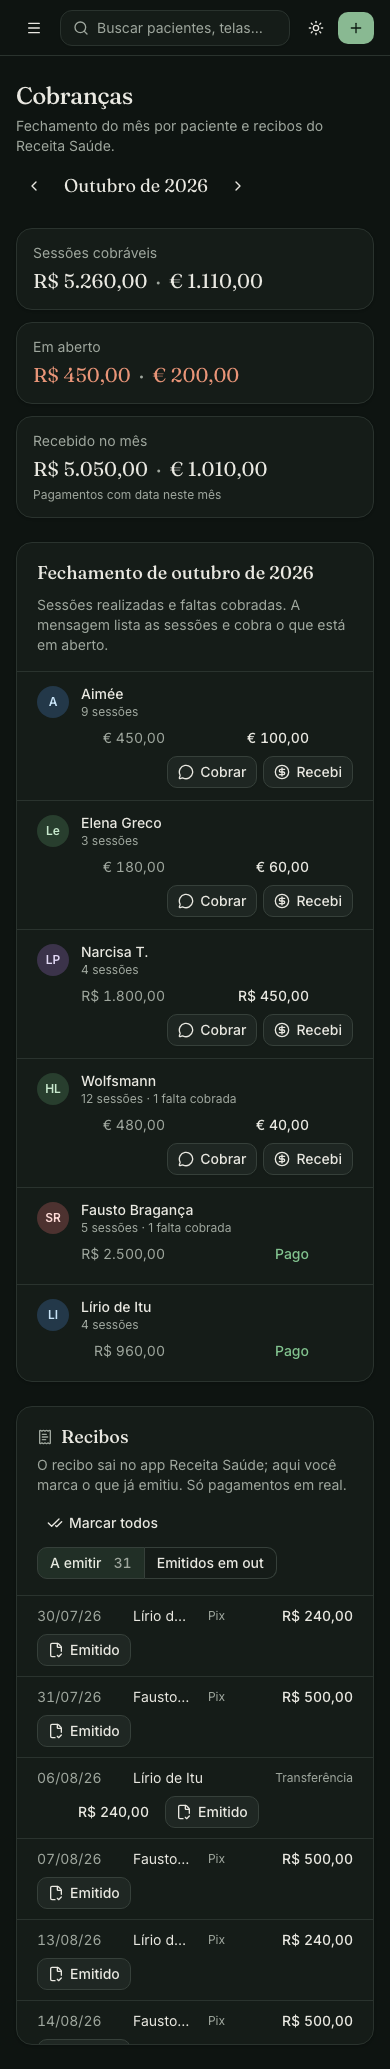 Buscar pacientes, telas...
Cobranças
Fechamento do mês por paciente e recibos do
Receita Saúde.
Outubro de 2026
Sessões cobráveis
R$ 5.260,00 · € 1.110,00
Em aberto
R$ 450,00 · € 200,00
Recebido no mês
R$ 5.050,00 · € 1.010,00
Pagamentos com data neste mês
Fechamento de outubro de 2026
Sessões realizadas e faltas cobradas. A
mensagem lista as sessões e cobra o que está
em aberto.
A Aimée
9 sessões
€ 450,00 € 100,00
Cobrar Recebi
Le Elena Greco
3 sessões
€ 180,00 € 60,00
Cobrar Recebi
LP Narcisa T.
4 sessões
R$ 1.800,00 R$ 450,00
Cobrar Recebi
HL Wolfsmann
12 sessões · 1 falta cobrada
€ 480,00 € 40,00
Cobrar Recebi
SR Fausto Bragança
5 sessões · 1 falta cobrada
R$ 2.500,00 Pago
LI Lírio de Itu
4 sessões
R$ 960,00 Pago
Recibos
O recibo sai no app Receita Saúde; aqui você
marca o que já emitiu. Só pagamentos em real.
Marcar todos
A emitir 31 Emitidos em out
30/07/26 Lírio d... Pix R$ 240,00
Emitido
31/07/26 Fausto... Pix R$ 500,00
Emitido
06/08/26 Lírio de Itu Transferência
R$ 240,00 Emitido
07/08/26 Fausto... Pix R$ 500,00
Emitido
13/08/26 Lírio d... Pix R$ 240,00
Emitido
14/08/26 Fausto... Pix R$ 500,00